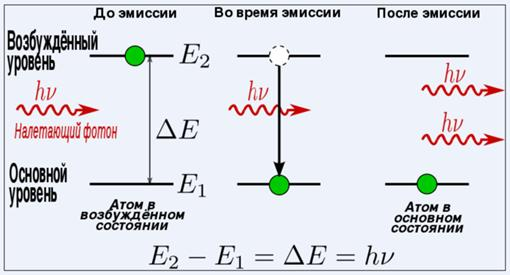 До эмиссии
Во время эмиссии
После эмиссии
Возбуждённый
уровень
E₂
hν
Налетающий фотон
ΔE
hν
hν
hν
Основной
уровень
E₁
Атом в
возбуждённом
состоянии
Атом в
основном
состоянии
E₂ − E₁ = ΔE = hν